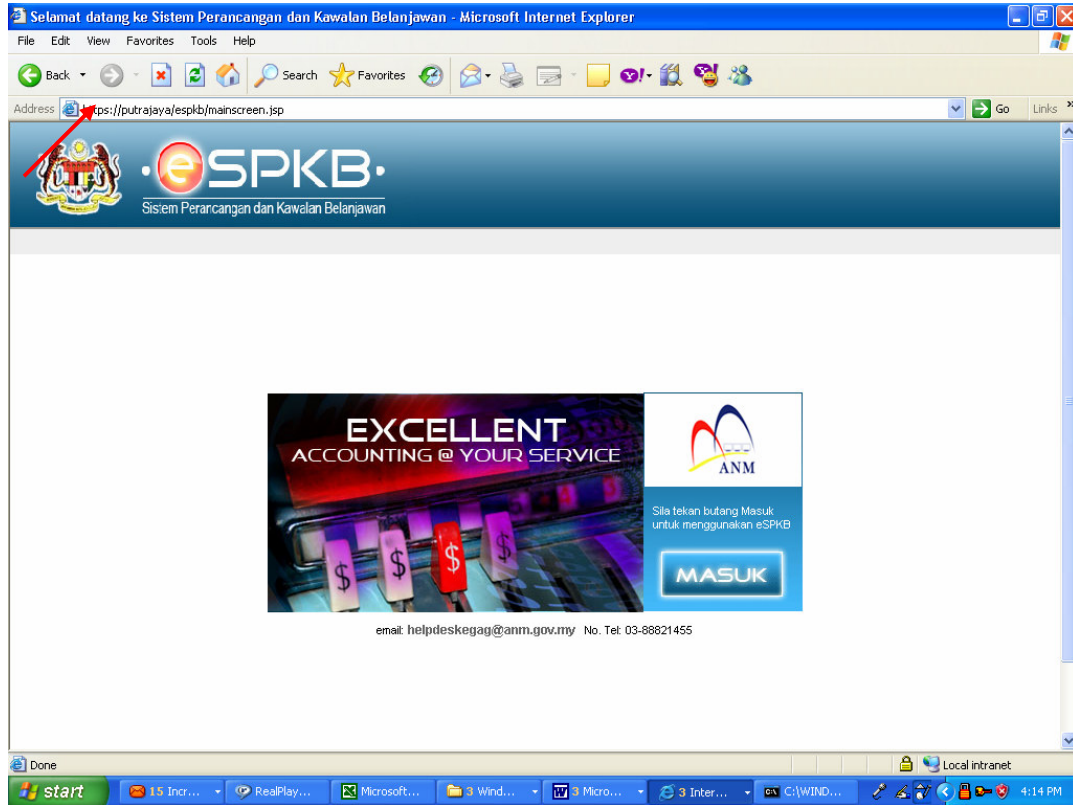 Selamat datang ke Sistem Perancangan dan Kawalan Belanjawan - Microsoft Internet Explorer
File Edit View Favorites Tools Help
Back Search Favorites
Address https://putrajaya/espkb/mainscreen.jsp Go Links »
·eSPKB·
Sistem Perancangan dan Kawalan Belanjawan
EXCELLENT
ACCOUNTING @ YOUR SERVICE
$ $ $ $
ANM
Sila tekan butang Masuk
untuk menggunakan eSPKB
MASUK
email: helpdeskegag@anm.gov.my No. Tel: 03-88821455
Done Local intranet
start 15 Incr... RealPlay... Microsoft... 3 Wind... 3 Micro... 3 Inter... C:\WIND... 4:14 PM